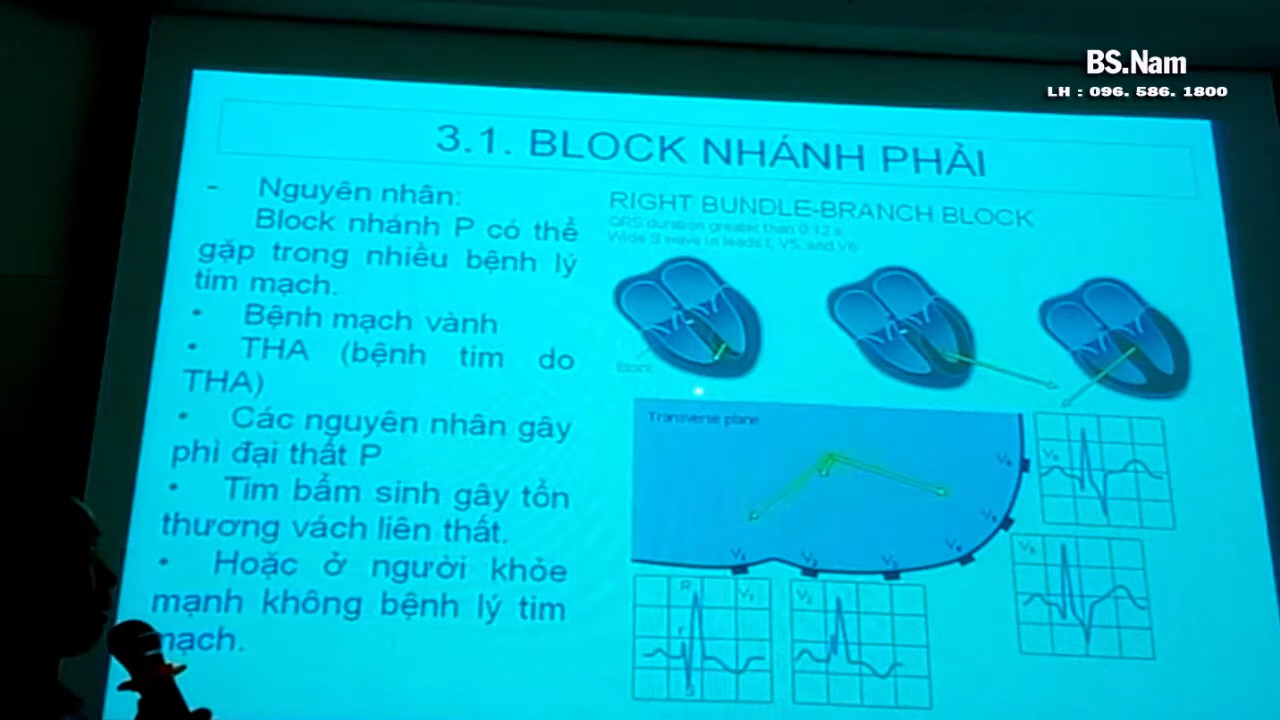 BS.Nam
LH : 096. 586. 1800
3.1. BLOCK NHÁNH PHẢI
- Nguyên nhân:
Block nhánh P có thể
gặp trong nhiều bệnh lý
tim mạch.
• Bệnh mạch vành
• THA (bệnh tim do
THA)
• Các nguyên nhân gây
phì đại thất P
• Tim bẩm sinh gây tổn
thương vách liên thất.
• Hoặc ở người khỏe
mạnh không bệnh lý tim
mạch.
RIGHT BUNDLE-BRANCH BLOCK
QRS duration greater than 0.12 s
Wide S wave in leads I, V5, and V6
Block
Transverse plane
V6
V5
V4
V1
V2
V3
V6
V5
R
V1
r
S
V2